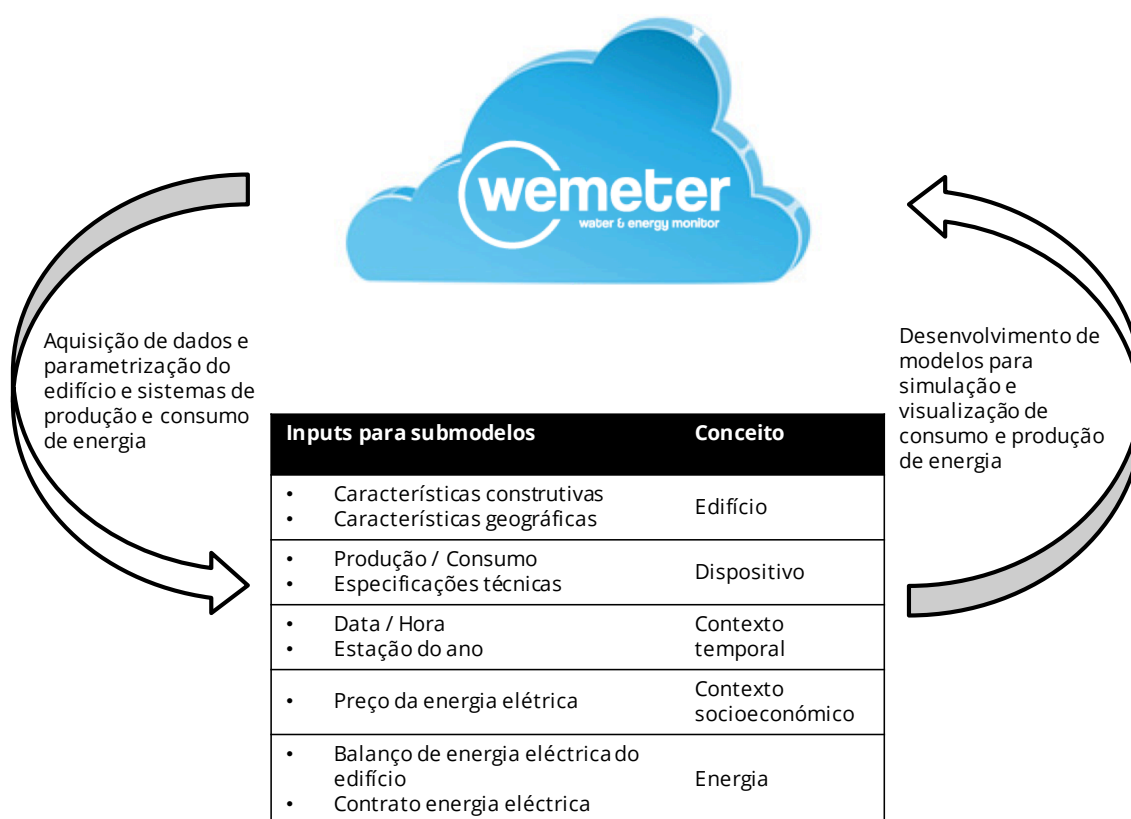 wemeter
water & energy monitor
Aquisição de dados e
parametrização do
edifício e sistemas de
produção e consumo
de energia
Desenvolvimento de
modelos para
simulação e
visualização de
consumo e produção
de energia
Inputs para submodelos Conceito
• Características construtivas
• Características geográficas
Edifício
• Produção / Consumo
• Especificações técnicas
Dispositivo
• Data / Hora
• Estação do ano
Contexto
temporal
• Preço da energia elétrica
Contexto
socioeconómico
• Balanço de energia eléctrica do
edifício
• Contrato energia eléctrica
Energia